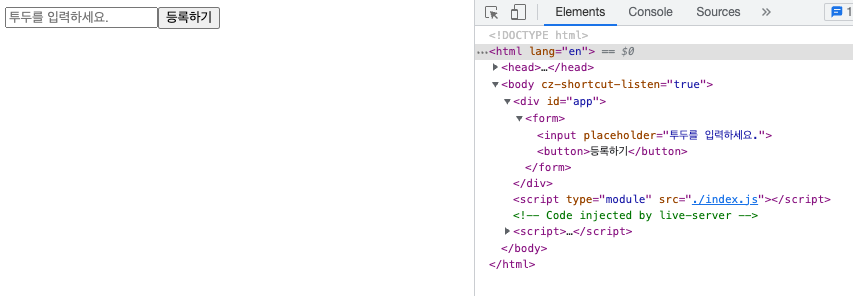 투두를 입력하세요. 등록하기
Elements Console Sources » 1
<!DOCTYPE html>
···<html lang="en"> == $0
▶<head>…</head>
▼<body cz-shortcut-listen="true">
▼<div id="app">
▼<form>
<input placeholder="투두를 입력하세요.">
<button>등록하기</button>
</form>
</div>
<script type="module" src="./index.js"></script>
<!-- Code injected by live-server -->
▶<script>…</script>
</body>
</html>